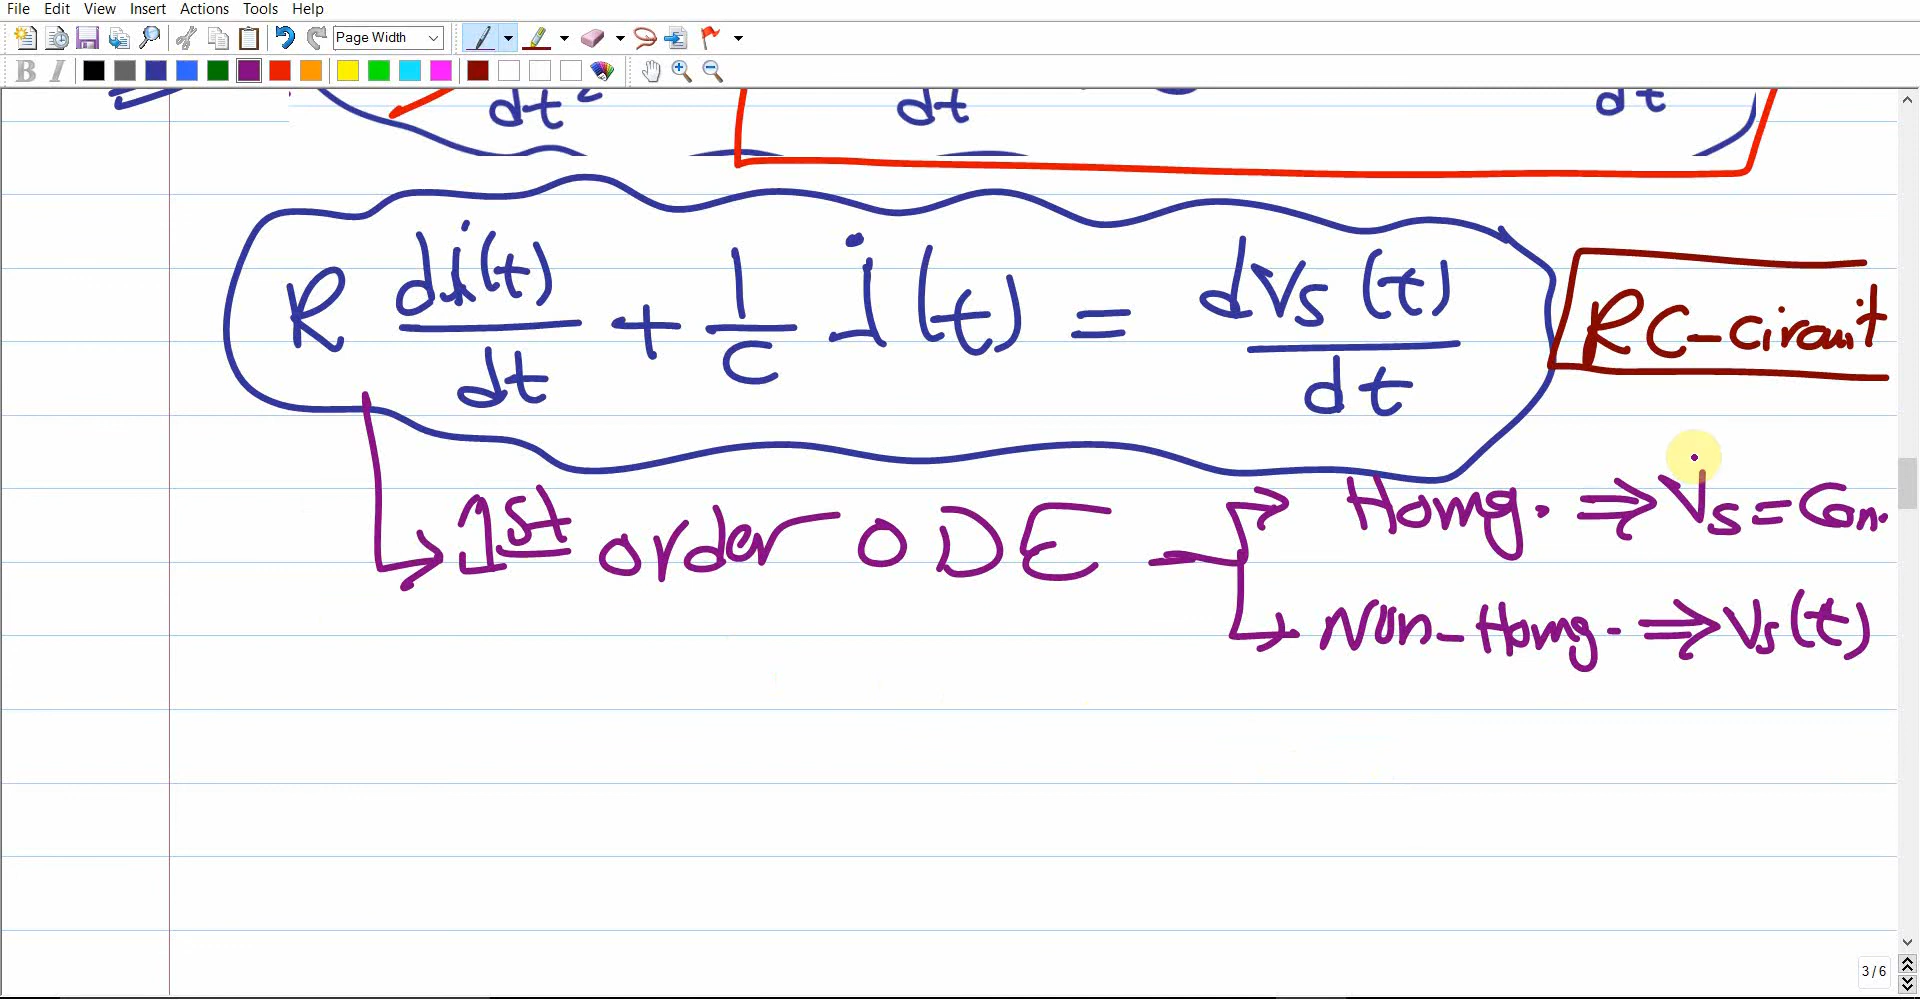 File Edit View Insert Actions Tools Help
Page Width
B I
dt² dt dt
R di(t)/dt + 1/C i(t) = dVs(t)/dt
RC-circuit
1st order ODE
Homg. ⇒ Vs = Con.
Non-Homg. ⇒ Vs(t)
3 / 6